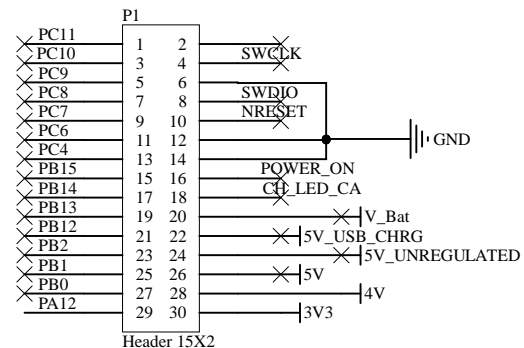 P1
PC11 1 2
PC10 3 4 SWCLK
PC9 5 6
PC8 7 8 SWDIO
PC7 9 10 NRESET
PC6 11 12 GND
PC4 13 14
PB15 15 16 POWER_ON
PB14 17 18 CH_LED_CA
PB13 19 20 V_Bat
PB12 21 22 5V_USB_CHRG
PB2 23 24 5V_UNREGULATED
PB1 25 26 5V
PB0 27 28 4V
PA12 29 30 3V3
Header 15X2